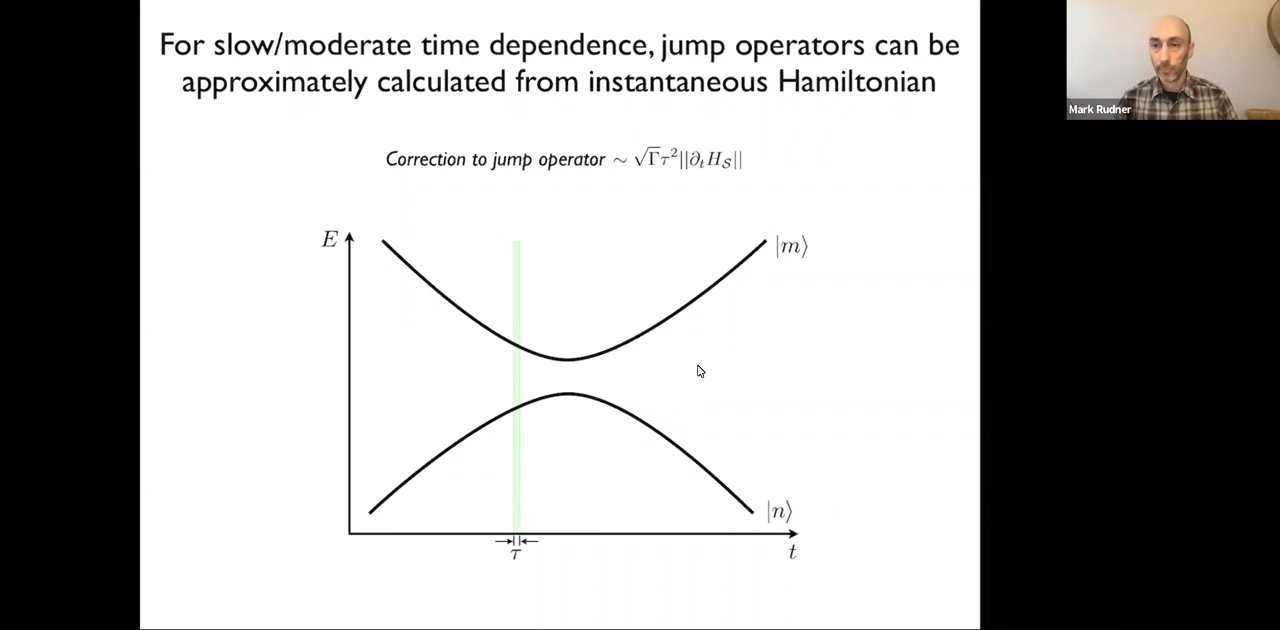 For slow/moderate time dependence, jump operators can be
approximately calculated from instantaneous Hamiltonian
Mark Rudner
Correction to jump operator ∼ √Γτ²||∂ₜH_𝒮||
E
|m⟩
|n⟩
τ
t